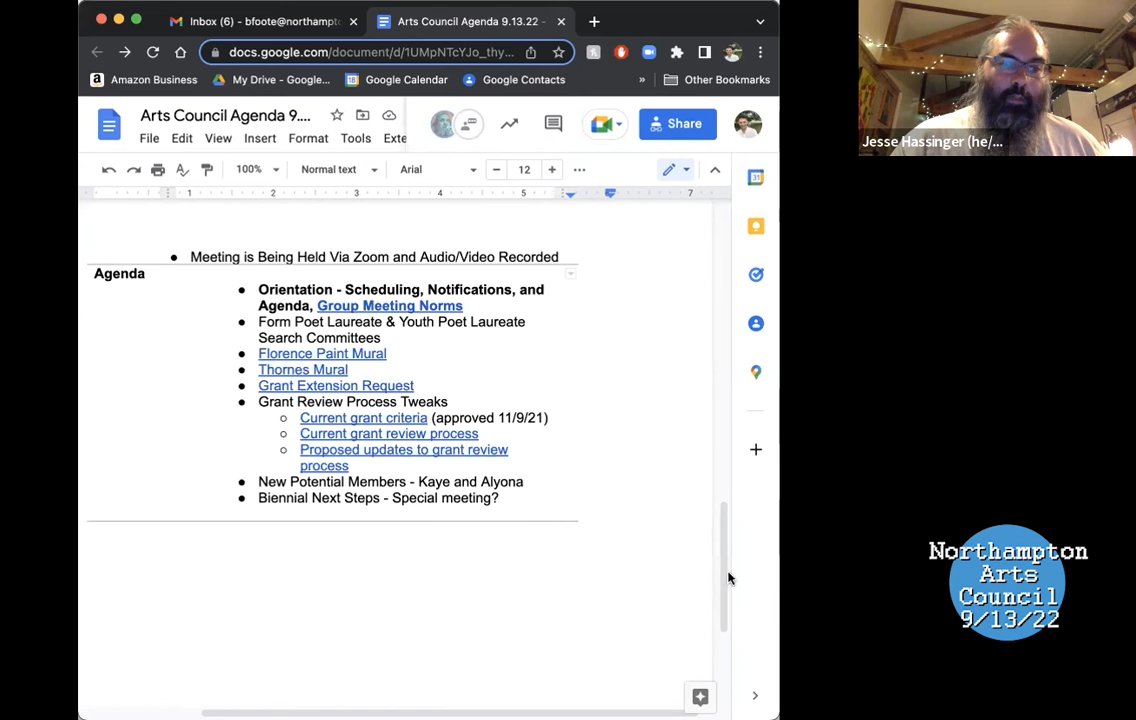 Inbox (6) - bfoote@northampto
Arts Council Agenda 9.13.22 -
docs.google.com/document/d/1UMpNTcYJo_thy...
Amazon Business
My Drive - Google...
Google Calendar
Google Contacts
»
Other Bookmarks
Arts Council Agenda 9....
File Edit View Insert Format Tools Exte
Share
100%
Normal text
Arial
12
1 2 3 4 5 7
Meeting is Being Held Via Zoom and Audio/Video Recorded
Agenda
Orientation - Scheduling, Notifications, and
Agenda, Group Meeting Norms
Form Poet Laureate & Youth Poet Laureate
Search Committees
Florence Paint Mural
Thornes Mural
Grant Extension Request
Grant Review Process Tweaks
Current grant criteria (approved 11/9/21)
Current grant review process
Proposed updates to grant review
process
New Potential Members - Kaye and Alyona
Biennial Next Steps - Special meeting?
Jesse Hassinger (he/...
Northampton
Arts
Council
9/13/22